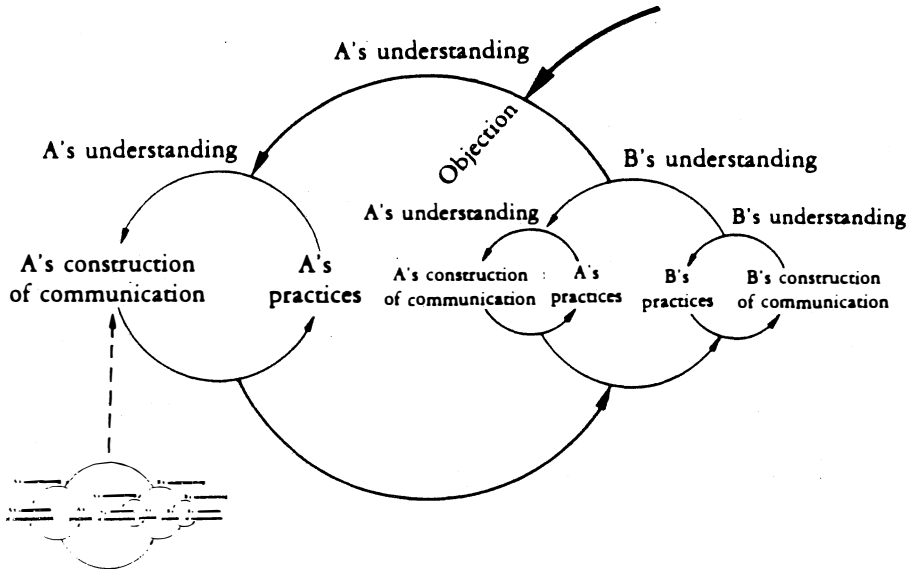 A's understanding
Objection
A's understanding
B's understanding
A's understanding
B's understanding
A's construction
of communication
A's
practices
A's construction
of communication
A's
practices
B's
practices
B's construction
of communication